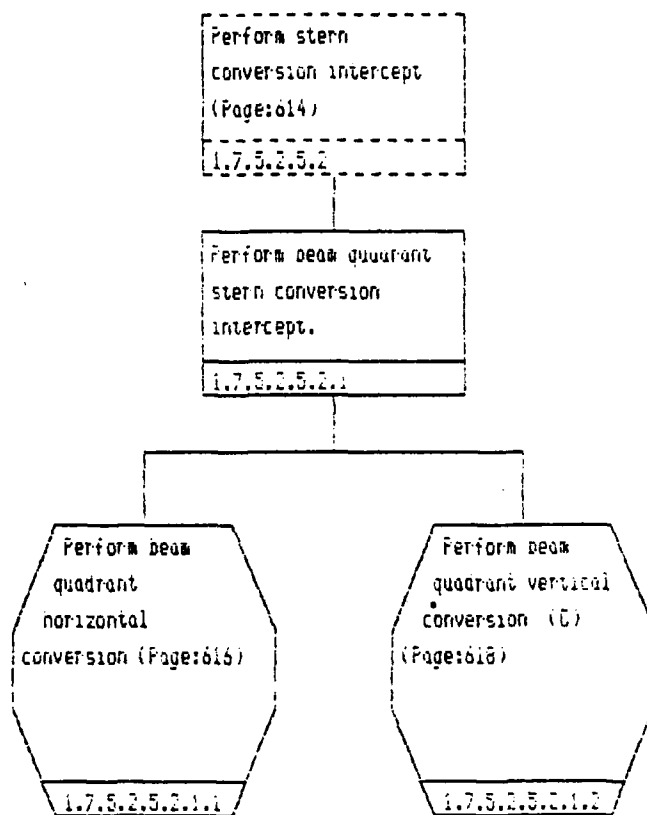 Perform stern
conversion intercept
(Page:614)
1.7.5.2.5.2
Perform beam quadrant
stern conversion
intercept.
1.7.5.2.5.2.1
Perform beam
quadrant
horizontal
conversion (Page:616)
1.7.5.2.5.2.1.1
Perform beam
quadrant vertical
conversion (C)
(Page:618)
1.7.5.2.5.2.1.2